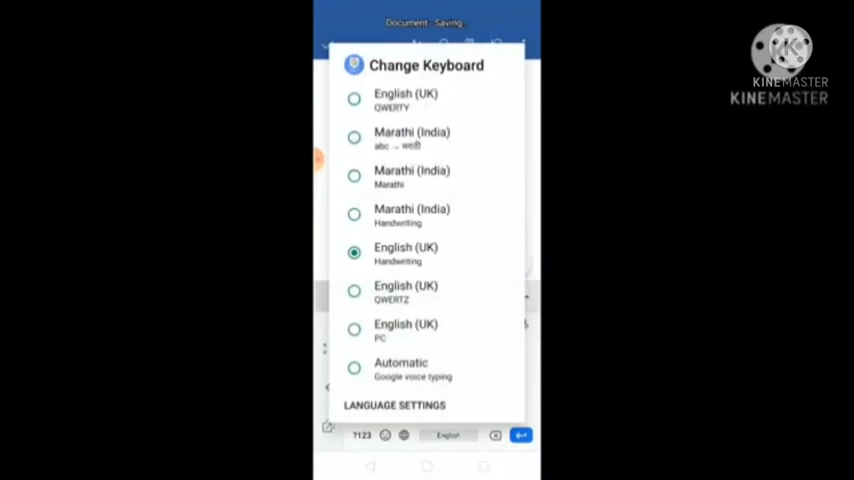 Document - Saving...
KINEMASTER
KINEMASTER
Change Keyboard
English (UK)
QWERTY
Marathi (India)
abc → मराठी
Marathi (India)
Marathi
Marathi (India)
Handwriting
English (UK)
Handwriting
English (UK)
QWERTZ
English (UK)
PC
Automatic
Google voice typing
LANGUAGE SETTINGS
?123 English